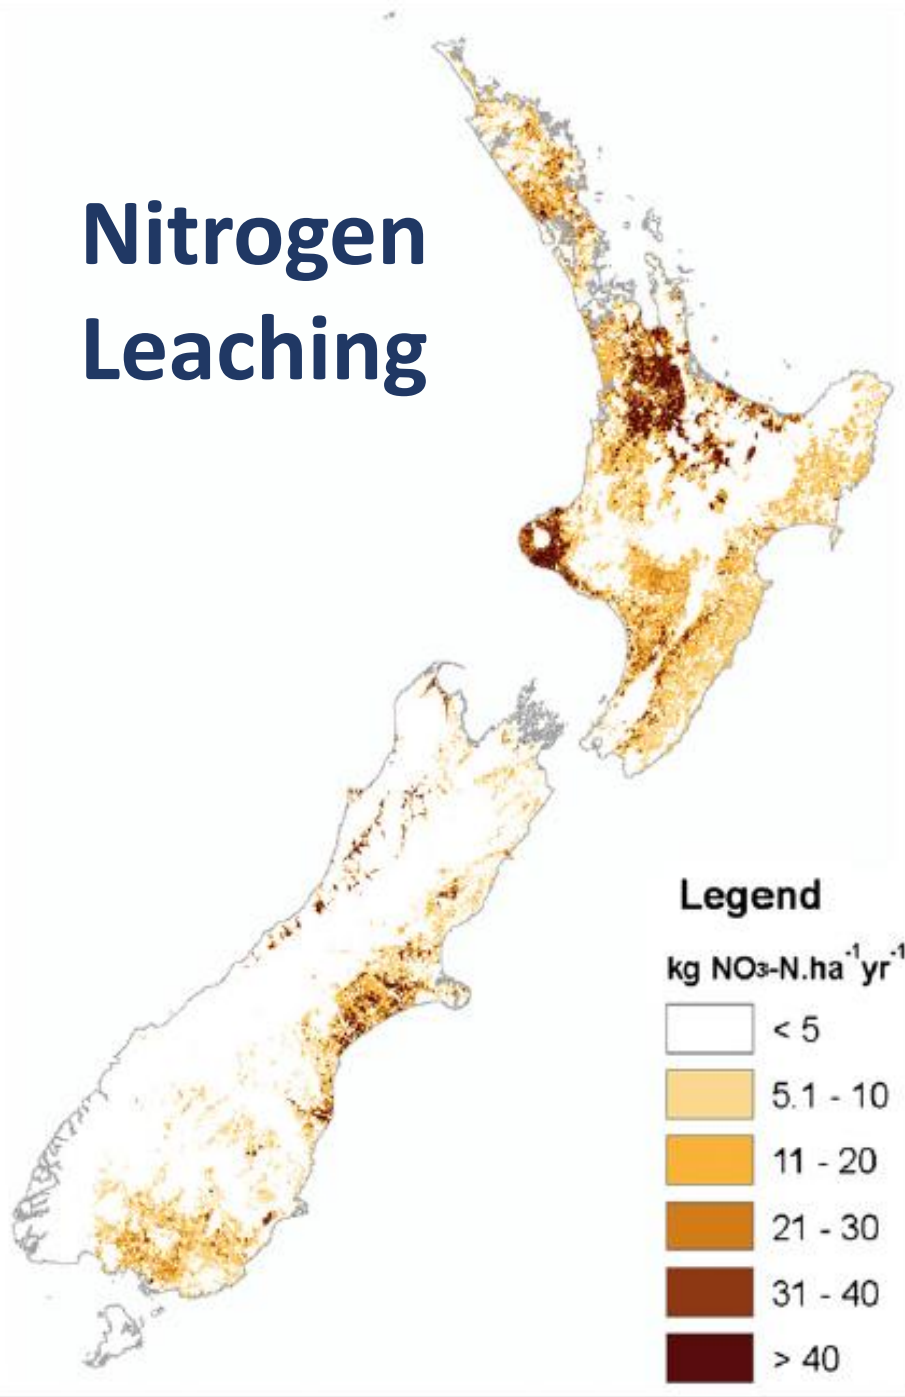 Nitrogen
Leaching
Legend
kg NO₃-N.ha⁻¹yr⁻¹
< 5
5.1 - 10
11 - 20
21 - 30
31 - 40
> 40